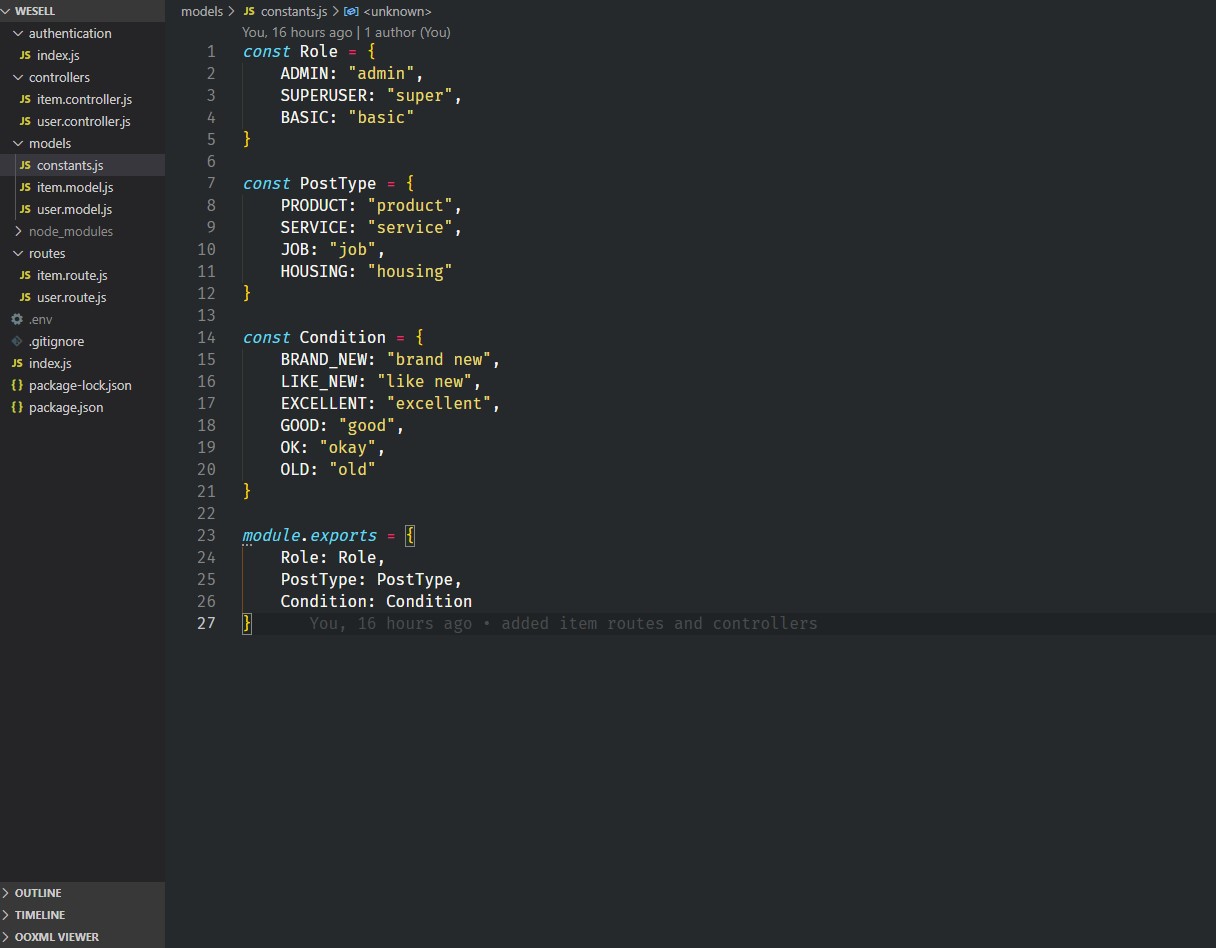 WESELL
authentication
JS index.js
controllers
JS item.controller.js
JS user.controller.js
models
JS constants.js
JS item.model.js
JS user.model.js
node_modules
routes
JS item.route.js
JS user.route.js
.env
.gitignore
JS index.js
{} package-lock.json
{} package.json
OUTLINE
TIMELINE
OOXML VIEWER
models > JS constants.js > <unknown>
You, 16 hours ago | 1 author (You)
1 const Role = {
2 ADMIN: "admin",
3 SUPERUSER: "super",
4 BASIC: "basic"
5 }
6
7 const PostType = {
8 PRODUCT: "product",
9 SERVICE: "service",
10 JOB: "job",
11 HOUSING: "housing"
12 }
13
14 const Condition = {
15 BRAND_NEW: "brand new",
16 LIKE_NEW: "like new",
17 EXCELLENT: "excellent",
18 GOOD: "good",
19 OK: "okay",
20 OLD: "old"
21 }
22
23 module.exports = {
24 Role: Role,
25 PostType: PostType,
26 Condition: Condition
27 } You, 16 hours ago • added item routes and controllers